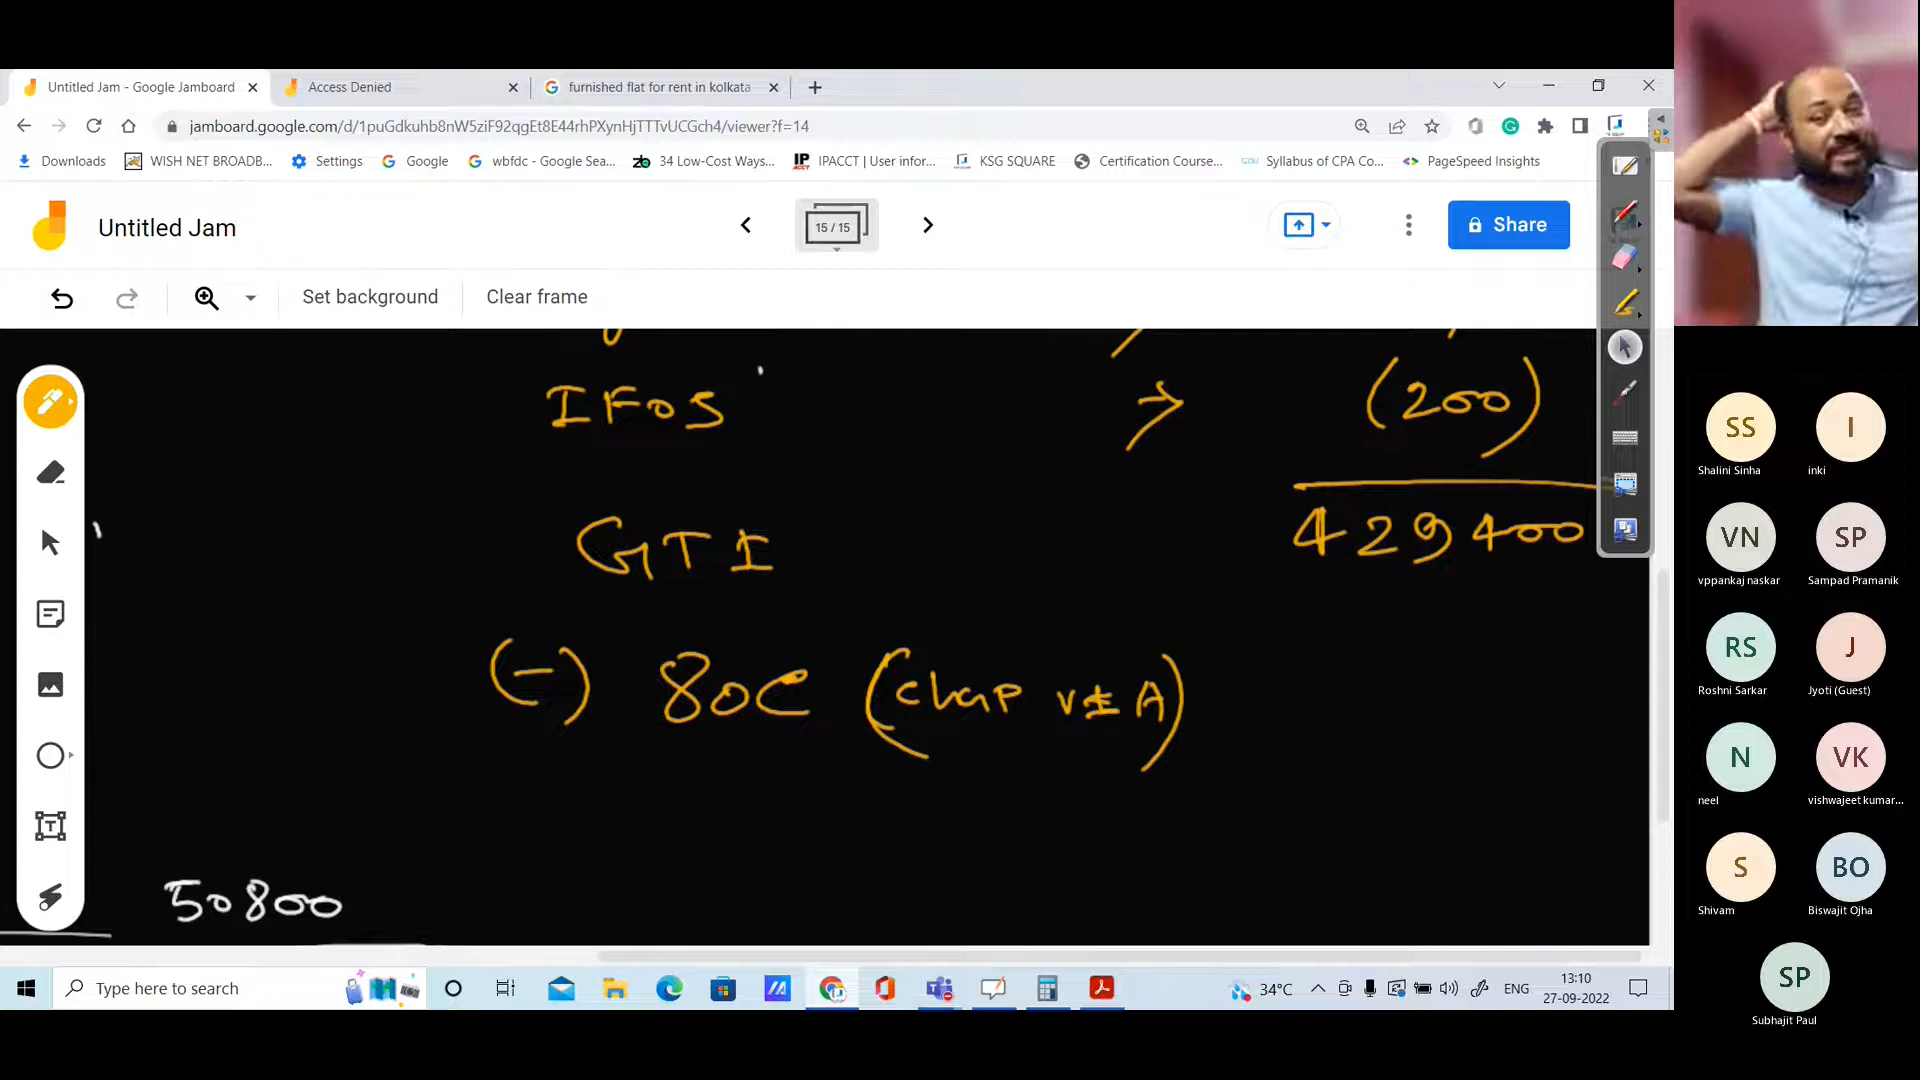 Untitled Jam - Google Jamboard
Access Denied
furnished flat for rent in kolkata
jamboard.google.com/d/1puGdkuhb8nW5ziF92qgEt8E44rhPXynHjTTTvUCGch4/viewer?f=14
Downloads
WISH NET BROADB...
Settings
Google
wbfdc - Google Sea...
34 Low-Cost Ways...
IPACCT | User infor...
KSG SQUARE
Certification Course...
Syllabus of CPA Co...
PageSpeed Insights
Untitled Jam
15 / 15
Share
Set background
Clear frame
IFOS (200)
GTI 429400
(-) 80C (chap VI A)
50800
SS
Shalini Sinha
I
inki
VN
vppankaj naskar
SP
Sampad Pramanik
RS
Roshni Sarkar
J
Jyoti (Guest)
N
neel
VK
vishwajeet kumar...
S
Shivam
BO
Biswajit Ojha
SP
Subhajit Paul
Type here to search
34°C
ENG
13:10
27-09-2022